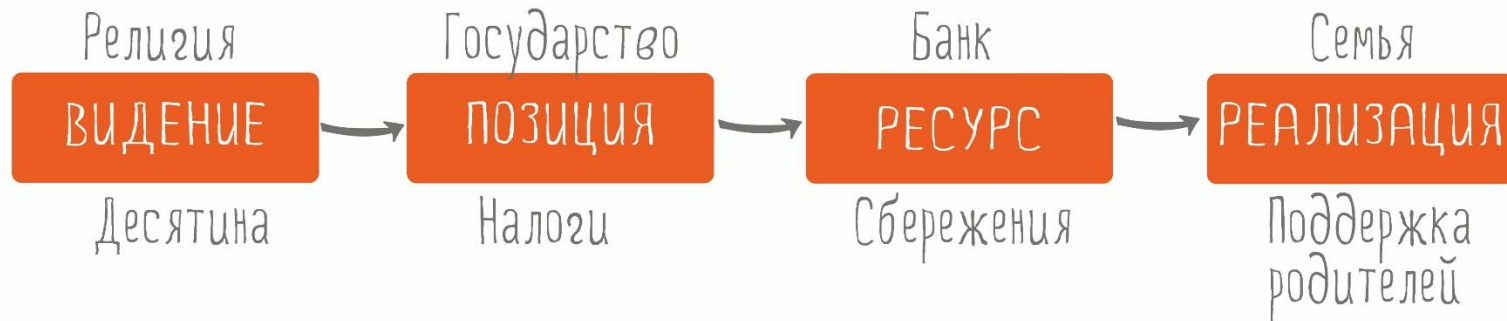 Религия
Государство
Банк
Семья
ВИДЕНИЕ
ПОЗИЦИЯ
РЕСУРС
РЕАЛИЗАЦИЯ
Десятина
Налоги
Сбережения
Поддержка
родителей